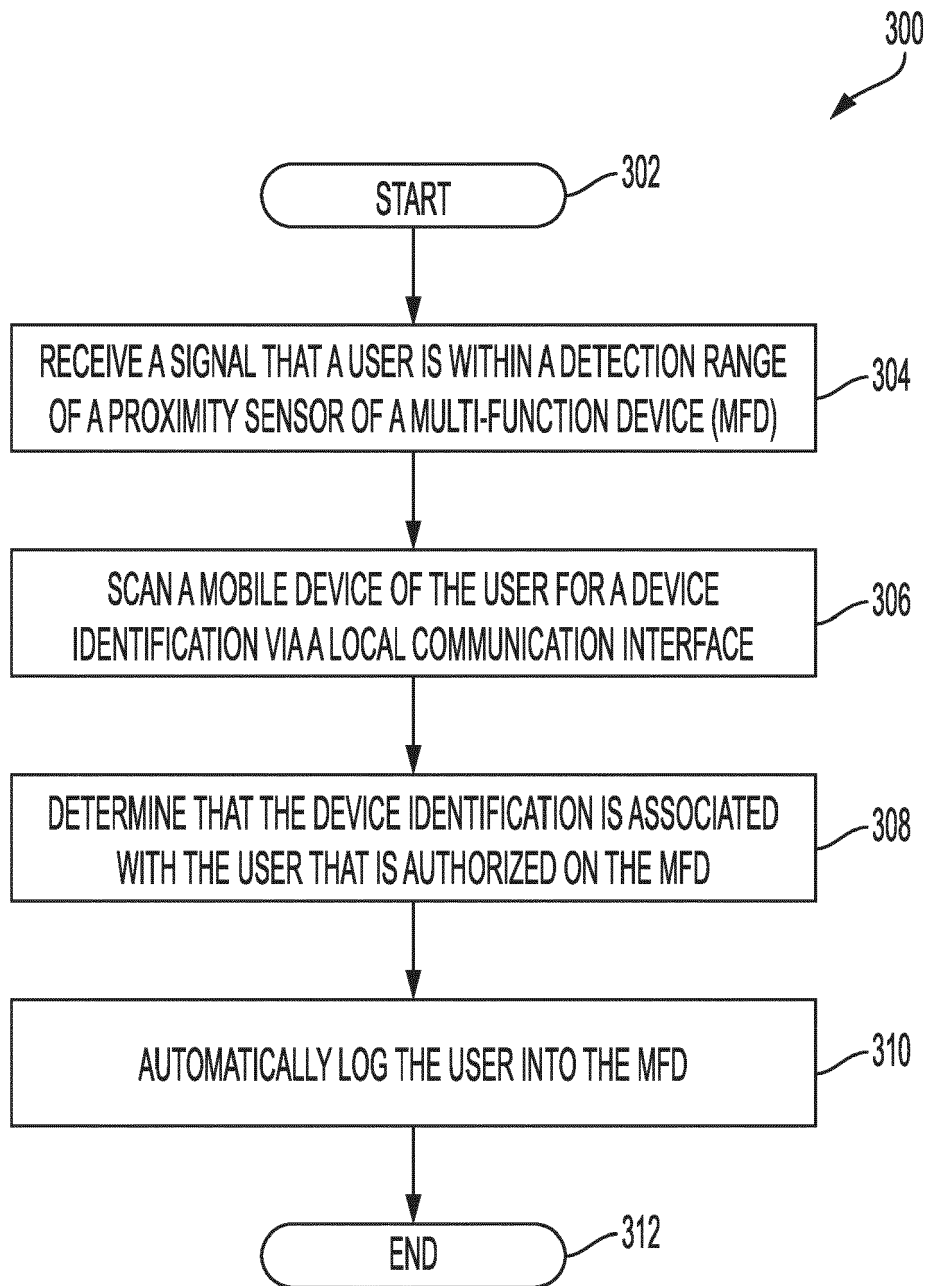 300
START
302
RECEIVE A SIGNAL THAT A USER IS WITHIN A DETECTION RANGE
OF A PROXIMITY SENSOR OF A MULTI-FUNCTION DEVICE (MFD)
304
SCAN A MOBILE DEVICE OF THE USER FOR A DEVICE
IDENTIFICATION VIA A LOCAL COMMUNICATION INTERFACE
306
DETERMINE THAT THE DEVICE IDENTIFICATION IS ASSOCIATED
WITH THE USER THAT IS AUTHORIZED ON THE MFD
308
AUTOMATICALLY LOG THE USER INTO THE MFD
310
END
312